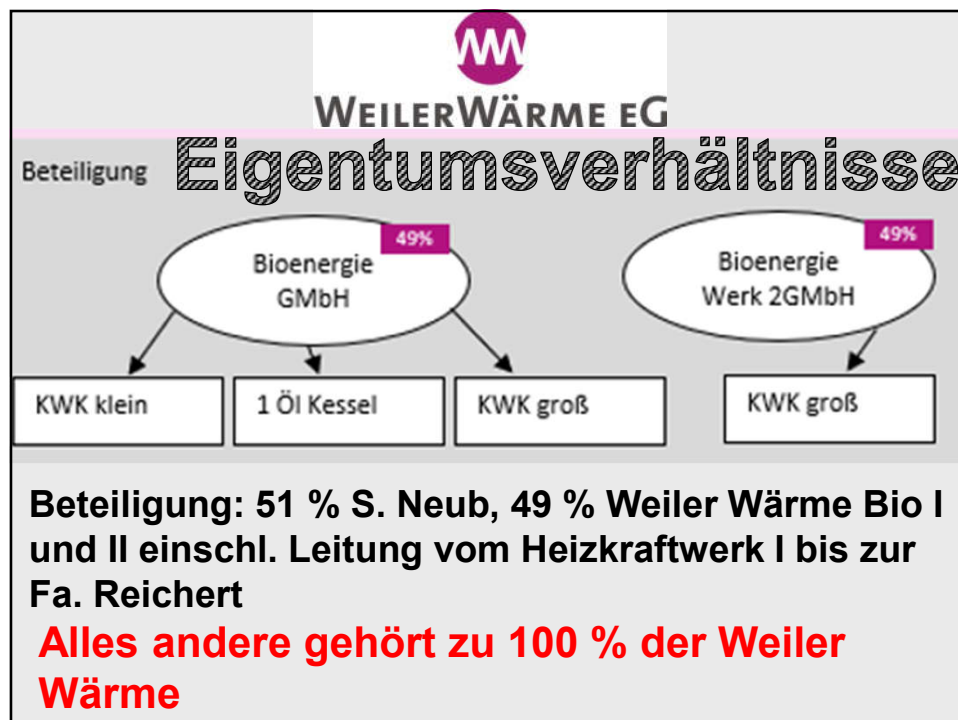 WEILERWÄRME eG
Beteiligung Eigentumsverhältnisse
49%
Bioenergie
GMbH
49%
Bioenergie
Werk 2GMbH
KWK klein
1 Öl Kessel
KWK groß
KWK groß
Beteiligung: 51 % S. Neub, 49 % Weiler Wärme Bio I
und II einschl. Leitung vom Heizkraftwerk I bis zur
Fa. Reichert
Alles andere gehört zu 100 % der Weiler
Wärme